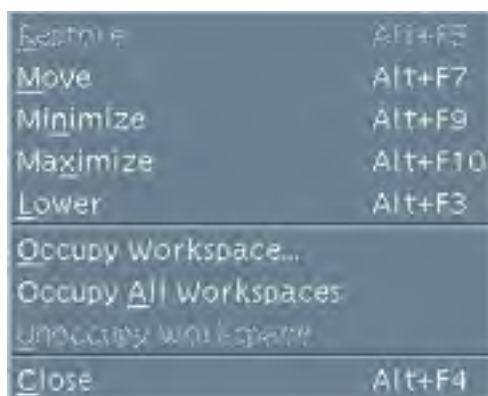 Restore Alt+F5
Move Alt+F7
Minimize Alt+F9
Maximize Alt+F10
Lower Alt+F3
Occupy Workspace...
Occupy All Workspaces
Unoccupy Workspace
Close Alt+F4